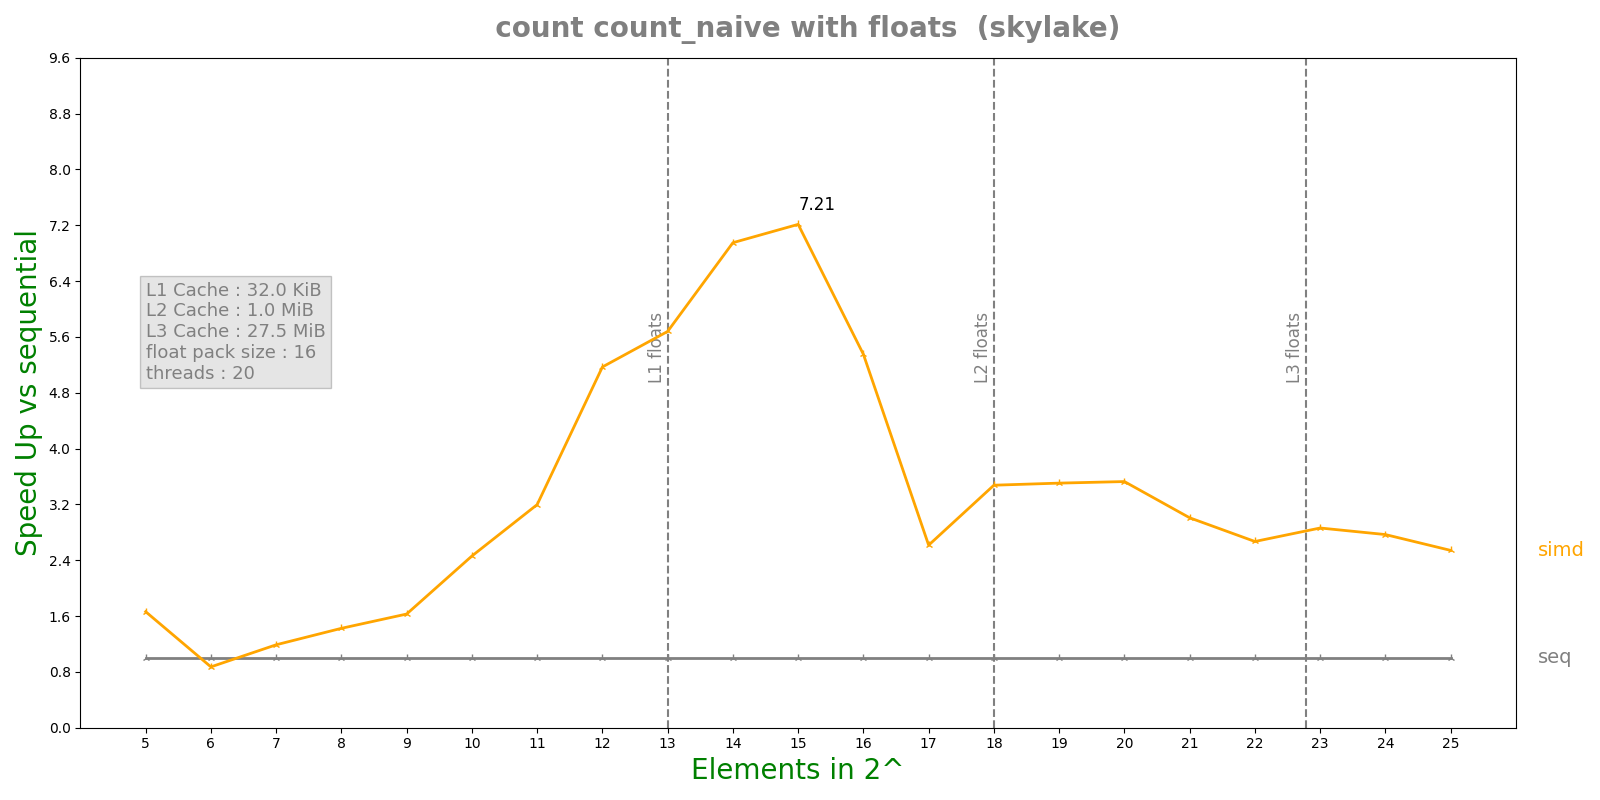 count count_naive with floats  (skylake)
Speed Up vs sequential
9.6
8.8
8.0
7.2
6.4
5.6
4.8
4.0
3.2
2.4
1.6
0.8
0.0
L1 Cache : 32.0 KiB
L2 Cache : 1.0 MiB
L3 Cache : 27.5 MiB
float pack size : 16
threads : 20
7.21
L1 floats
L2 floats
L3 floats
simd
seq
5 6 7 8 9 10 11 12 13 14 15 16 17 18 19 20 21 22 23 24 25
Elements in 2^